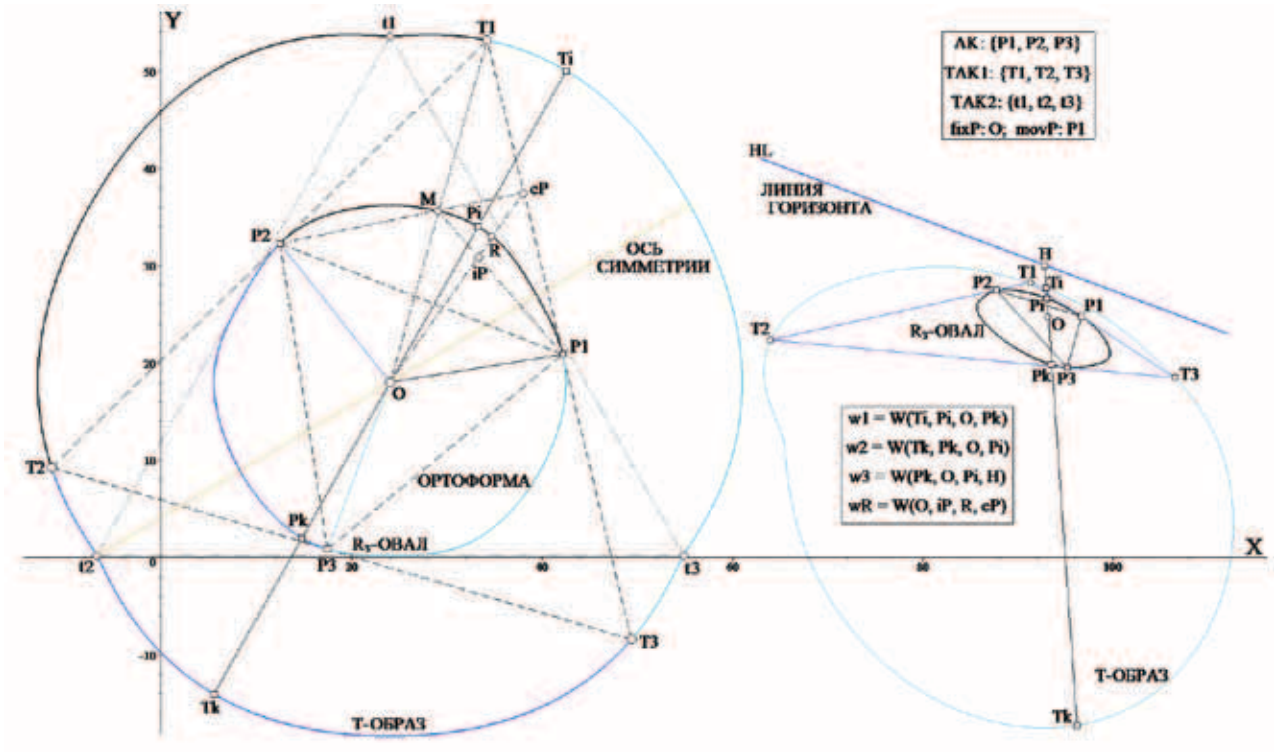 Y
t1
T1
Ti
50
АК: {P1, P2, P3}
ТАК1: {T1, T2, T3}
ТАК2: {t1, t2, t3}
fixP: O; movP: P1
40
HL
ЛИНИЯ
ГОРИЗОНТА
M
eP
Pi
P2
R
30
iP
ОСЬ
СИММЕТРИИ
H
T1
P2
Ti
Pi
P1
O
T2
R₃-ОВАЛ
20
P1
O
Pk
P3
T3
w1 = W(Ti, Pi, O, Pk)
w2 = W(Tk, Pk, O, Pi)
w3 = W(Pk, O, Pi, H)
wR = W(O, iP, R, eP)
T2
10
ОРТОФОРМА
Pk
R₃-ОВАЛ
X
t2
0
P3
20
40
t3
60
80
100
T3
-10
Tk
Т-ОБРАЗ
Т-ОБРАЗ
Tk